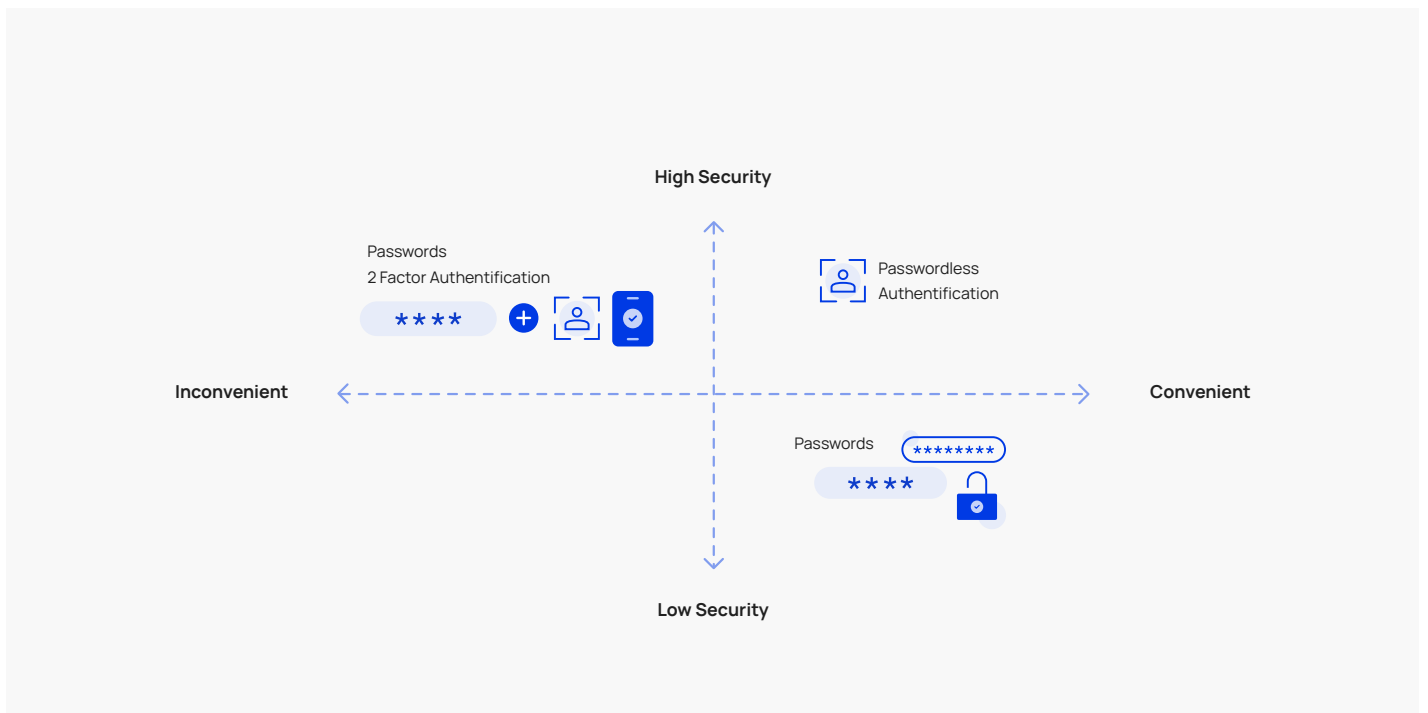 High Security
Passwords
2 Factor Authentification
****
Passwordless
Authentification
Inconvenient
Convenient
Passwords
********
****
Low Security